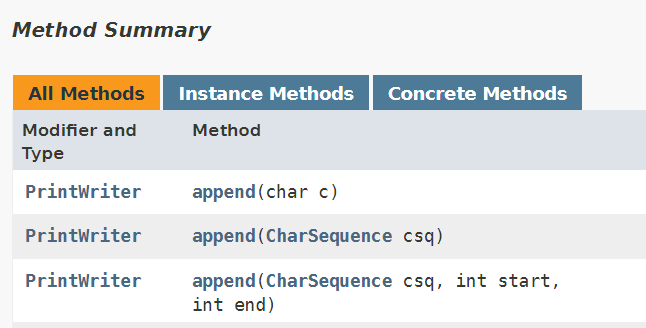 Method Summary
All Methods Instance Methods Concrete Methods
Modifier and Type Method
PrintWriter append(char c)
PrintWriter append(CharSequence csq)
PrintWriter append(CharSequence csq, int start,
int end)